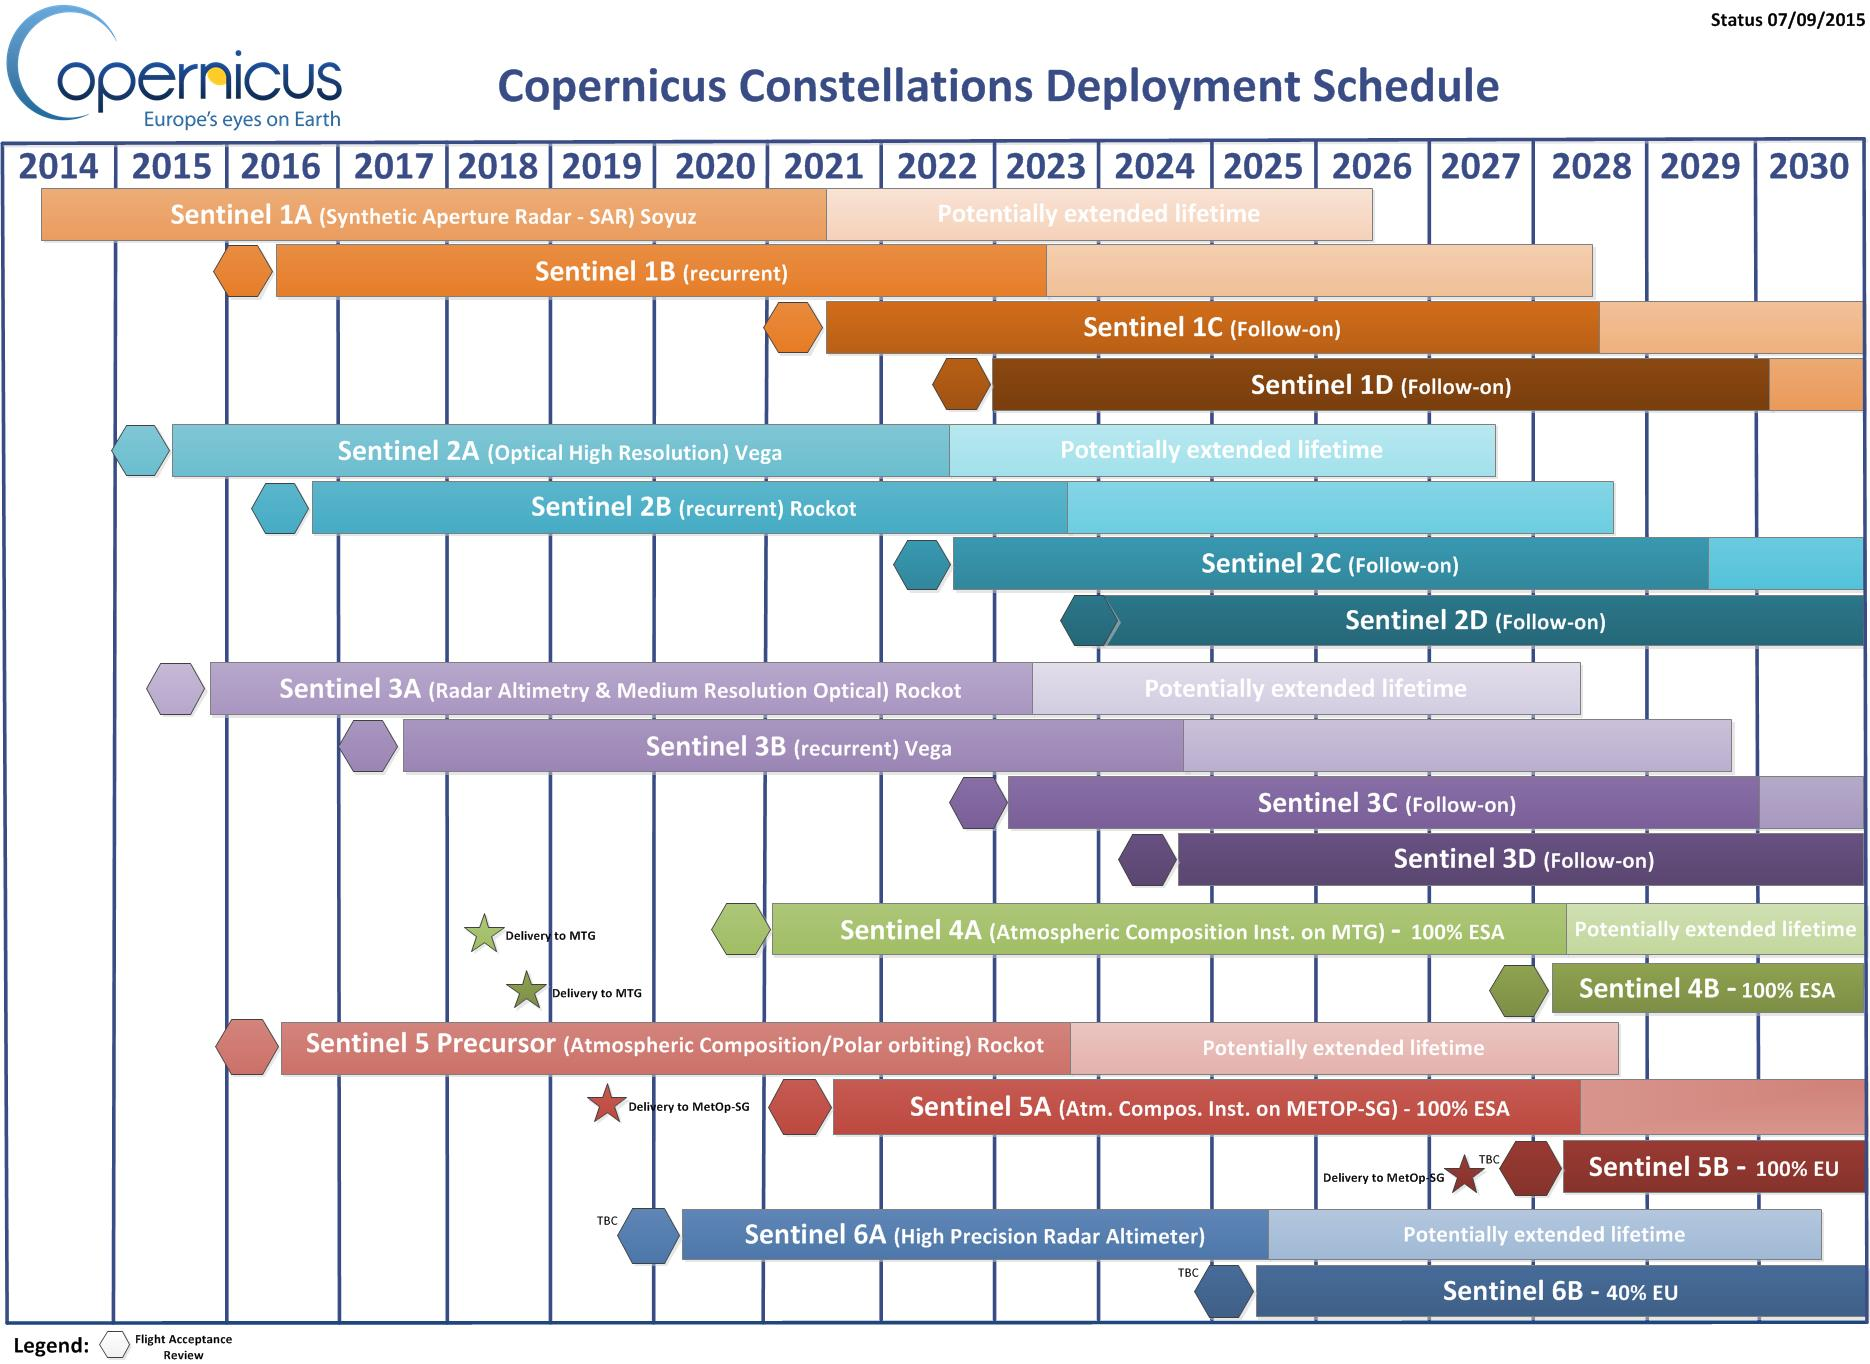 Status 07/09/2015
Copernicus
Europe's eyes on Earth
Copernicus Constellations Deployment Schedule
2014 2015 2016 2017 2018 2019 2020 2021 2022 2023 2024 2025 2026 2027 2028 2029 2030
Sentinel 1A (Synthetic Aperture Radar - SAR) Soyuz Potentially extended lifetime
Sentinel 1B (recurrent)
Sentinel 1C (Follow-on)
Sentinel 1D (Follow-on)
Sentinel 2A (Optical High Resolution) Vega Potentially extended lifetime
Sentinel 2B (recurrent) Rockot
Sentinel 2C (Follow-on)
Sentinel 2D (Follow-on)
Sentinel 3A (Radar Altimetry & Medium Resolution Optical) Rockot Potentially extended lifetime
Sentinel 3B (recurrent) Vega
Sentinel 3C (Follow-on)
Sentinel 3D (Follow-on)
Delivery to MTG Sentinel 4A (Atmospheric Composition Inst. on MTG) - 100% ESA Potentially extended lifetime
Delivery to MTG Sentinel 4B - 100% ESA
Sentinel 5 Precursor (Atmospheric Composition/Polar orbiting) Rockot Potentially extended lifetime
Delivery to MetOp-SG Sentinel 5A (Atm. Compos. Inst. on METOP-SG) - 100% ESA
Delivery to MetOp-SG TBC Sentinel 5B - 100% EU
TBC Sentinel 6A (High Precision Radar Altimeter) Potentially extended lifetime
TBC Sentinel 6B - 40% EU
Legend: Flight Acceptance
Review